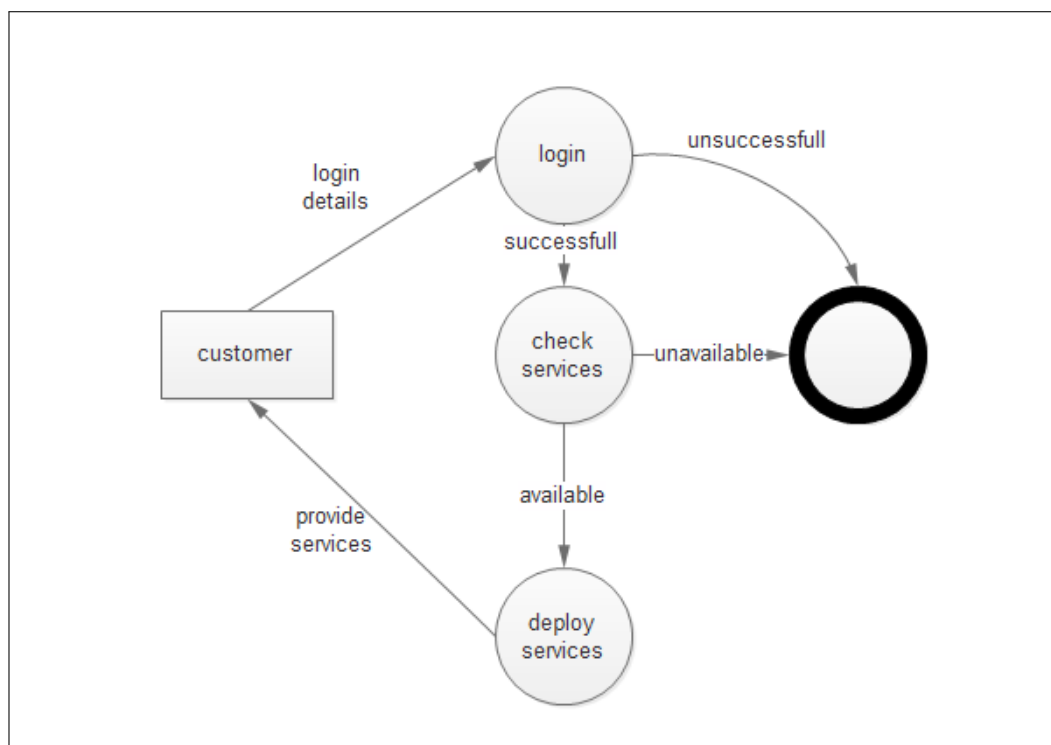 login
unsuccessfull
login
details
successfull
customer
check
services
unavailable
available
provide
services
deploy
services